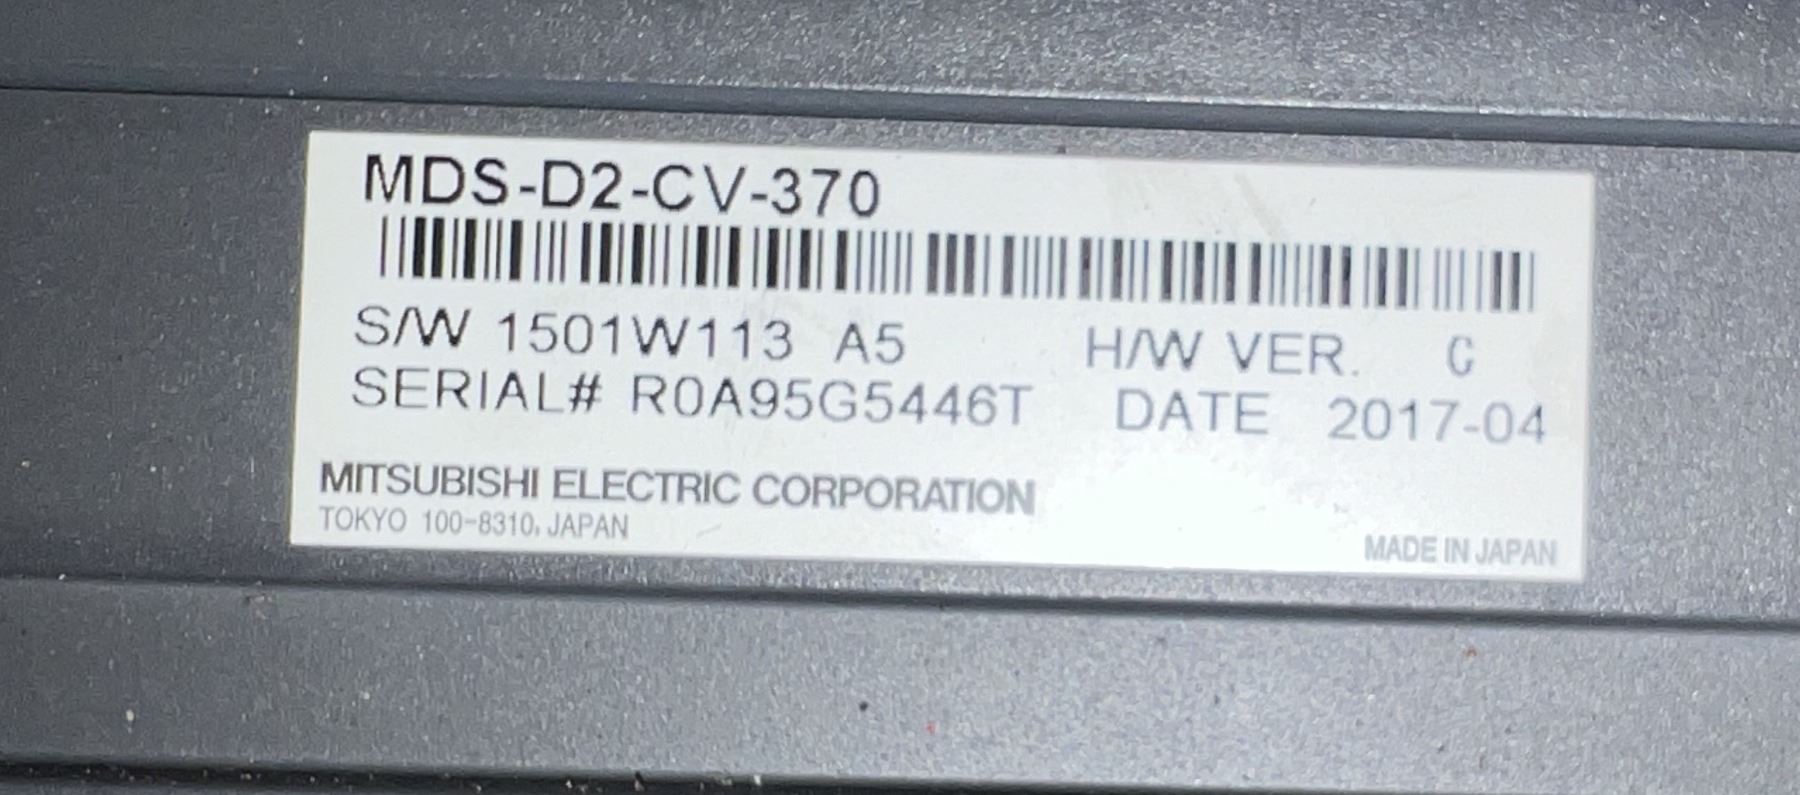 MDS-D2-CV-370
S/W 1501W113 A5 H/W VER. C
SERIAL# R0A95G5446T DATE 2017-04
MITSUBISHI ELECTRIC CORPORATION
TOKYO 100-8310, JAPAN
MADE IN JAPAN